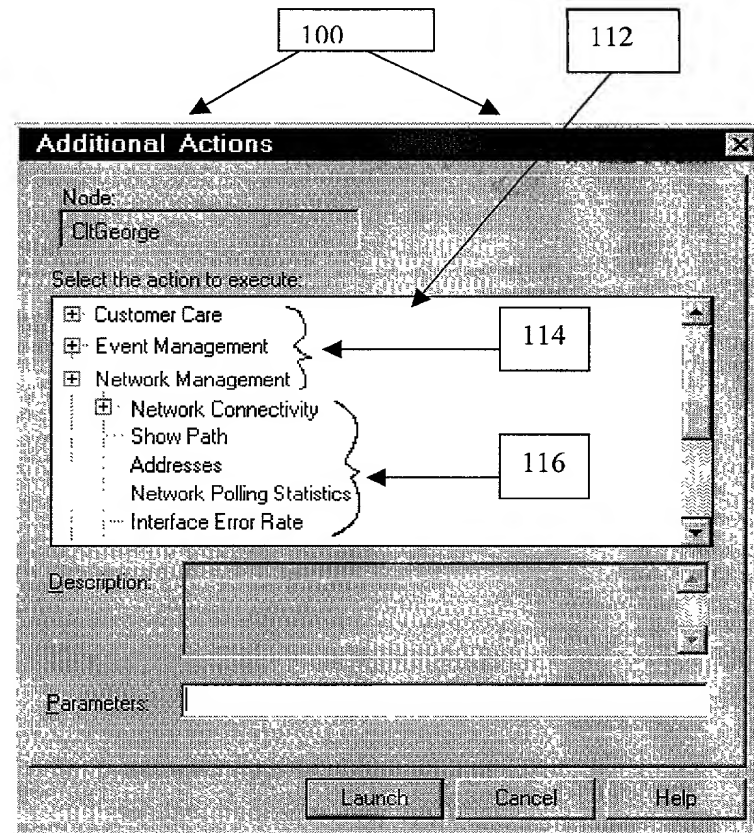 100
112
Additional Actions
Node:
CltGeorge
Select the action to execute:
Customer Care
Event Management
114
Network Management
Network Connectivity
Show Path
Addresses
116
Network Polling Statistics
Interface Error Rate
Description:
Parameters:
Launch Cancel Help